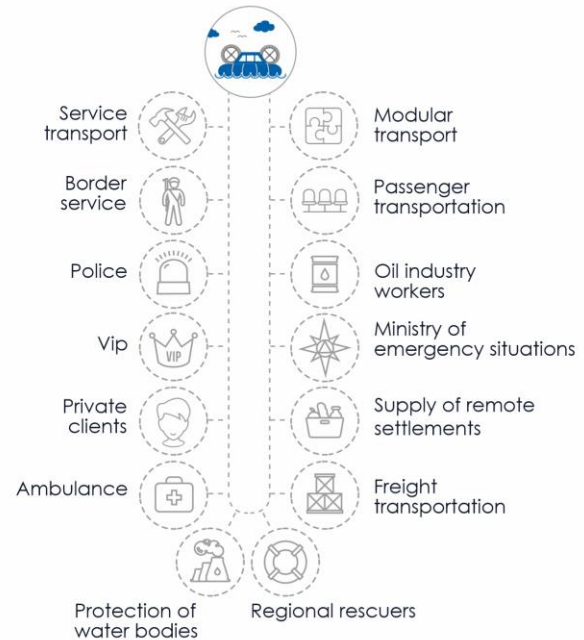 Service
transport
Modular
transport
Border
service
Passenger
transportation
Police
Oil industry
workers
Vip
VIP
Ministry of
emergency situations
Private
clients
Supply of remote
settlements
Ambulance
Freight
transportation
Protection of
water bodies
Regional rescuers